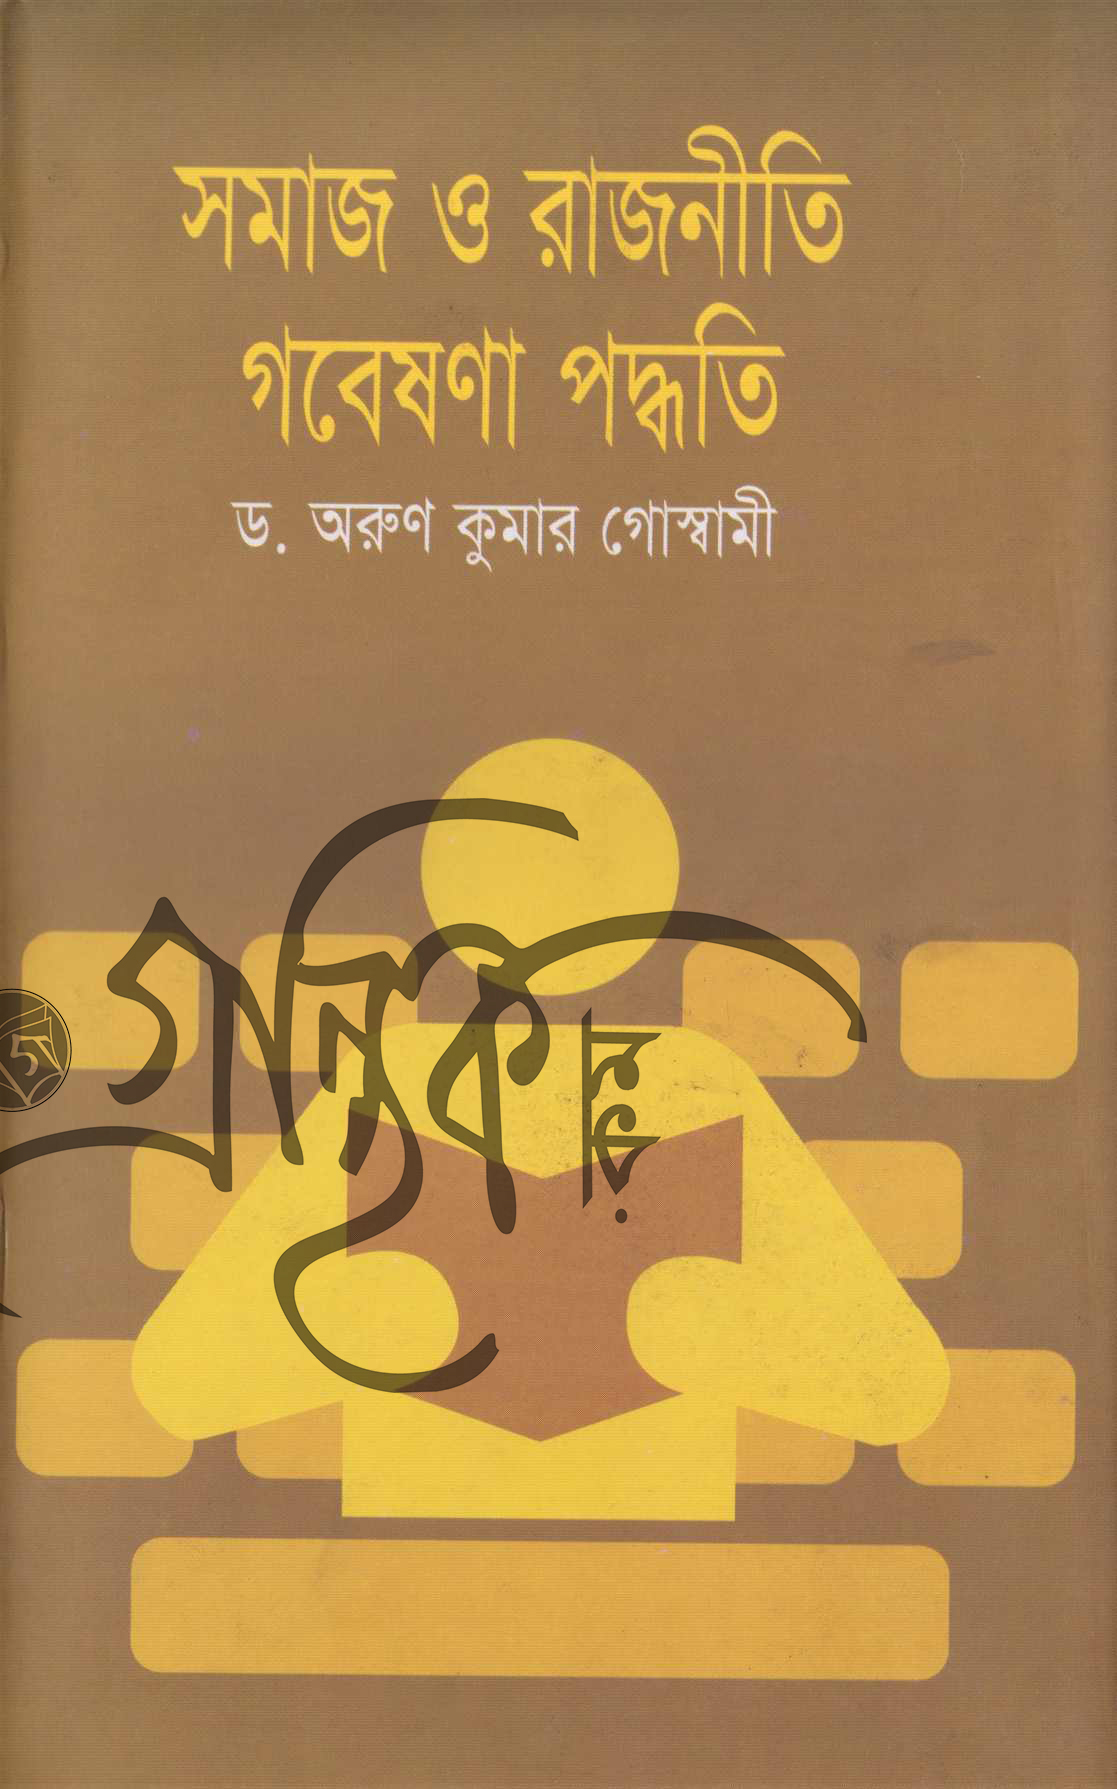 সমাজ ও রাজনীতি
গবেষণা পদ্ধতি
ড. অরুণ কুমার গোস্বামী